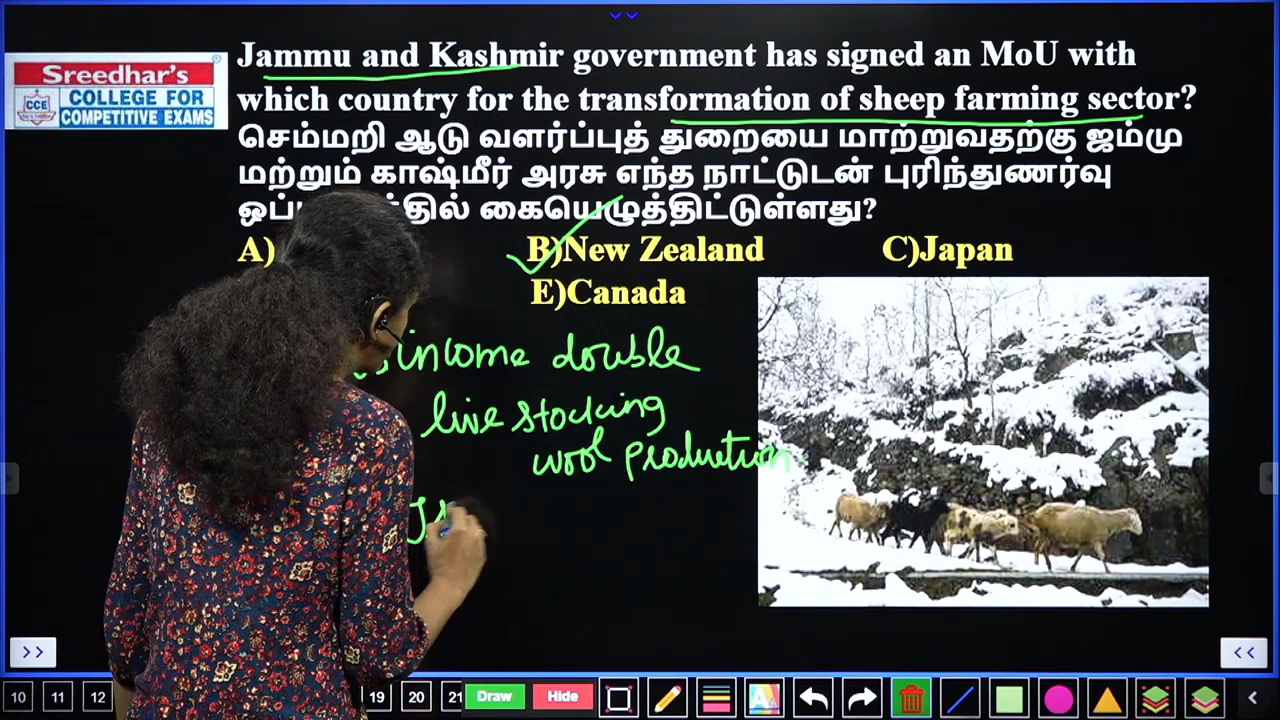 Sreedhar's
CCE
COLLEGE FOR
COMPETITIVE EXAMS
Jammu and Kashmir government has signed an MoU with
which country for the transformation of sheep farming sector?
செம்மறி ஆடு வளர்ப்புத் துறையை மாற்றுவதற்கு ஜம்மு
மற்றும் காஷ்மீர் அரசு எந்த நாட்டுடன் புரிந்துணர்வு
கையெழுத்திட்டுள்ளது?
A) B)New Zealand C)Japan
E)Canada
income double
live stocking
wool production
>> <<
10 11 12 19 20 21 Draw Hide